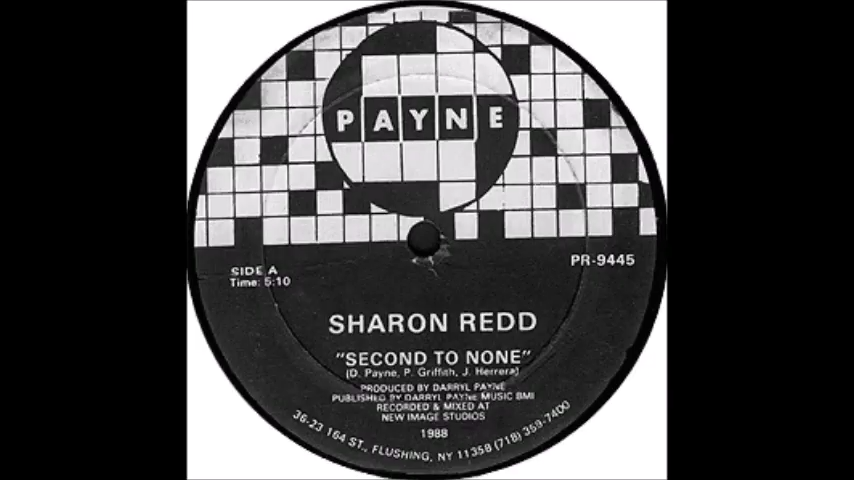 PAYNE
SIDE A
Time: 5:10
PR-9445
SHARON REDD
"SECOND TO NONE"
(D. Payne, P. Griffith, J. Herrera)
PRODUCED BY DARRYL PAYNE
PUBLISHED BY DARRYL PAYNE MUSIC BMI
RECORDED & MIXED AT
NEW IMAGE STUDIOS
1988
36-23 164 ST., FLUSHING, NY 11358 (718) 359-7400